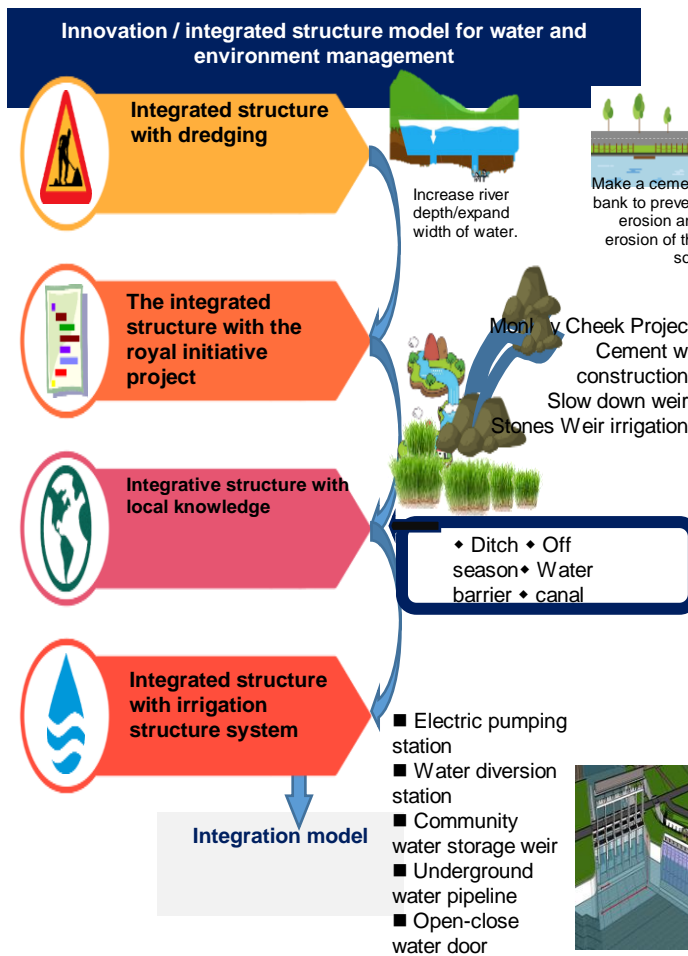 Innovation / integrated structure model for water and
environment management
Integrated structure
with dredging
Increase river
depth/expand
width of water.
Make a ceme
bank to preve
erosion an
erosion of th
so
The integrated
structure with the
royal initiative
project
Cheek Projec
Cement w
construction
Slow down weir
Stones Weir irrigation
Integrative structure with
local knowledge
◆ Ditch ◆ Off
season◆ Water
barrier ◆ canal
Integrated structure
with irrigation
structure system
■ Electric pumping
station
■ Water diversion
station
■ Community
water storage weir
■ Underground
water pipeline
■ Open-close
water door
Integration model